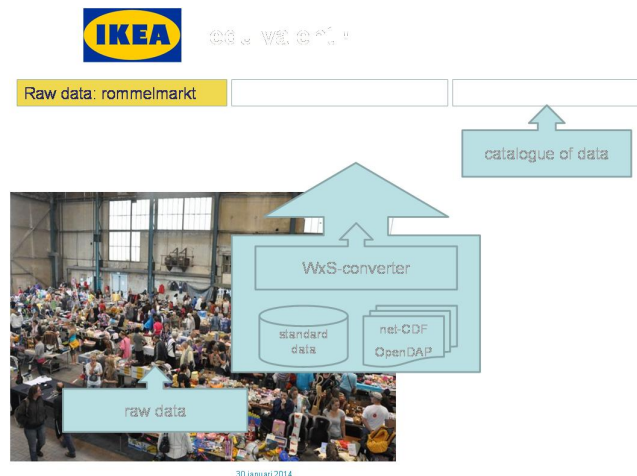 IKEA
equivalent
Raw data: rommelmarkt
catalogue of data
WxS-converter
standard
data
net-CDF
OpenDAP
raw data
30 januari 2014